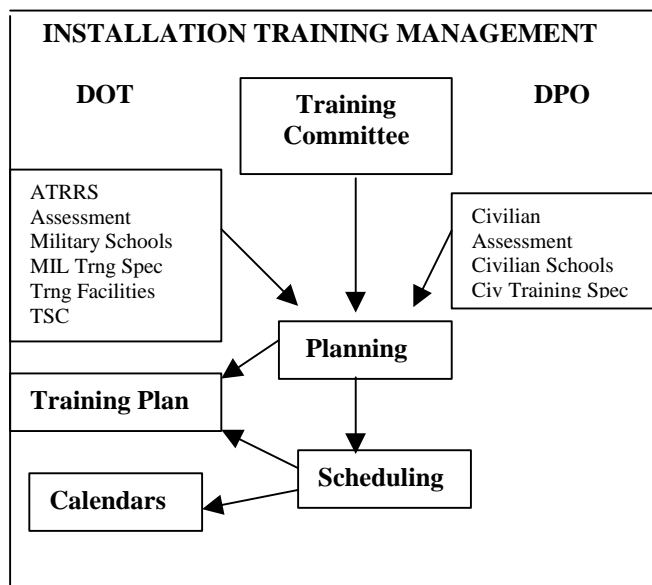 INSTALLATION TRAINING MANAGEMENT
DOT
Training
Committee
DPO
ATRRS
Assessment
Military Schools
MIL Trng Spec
Trng Facilities
TSC
Civilian
Assessment
Civilian Schools
Civ Training Spec
Planning
Training Plan
Scheduling
Calendars